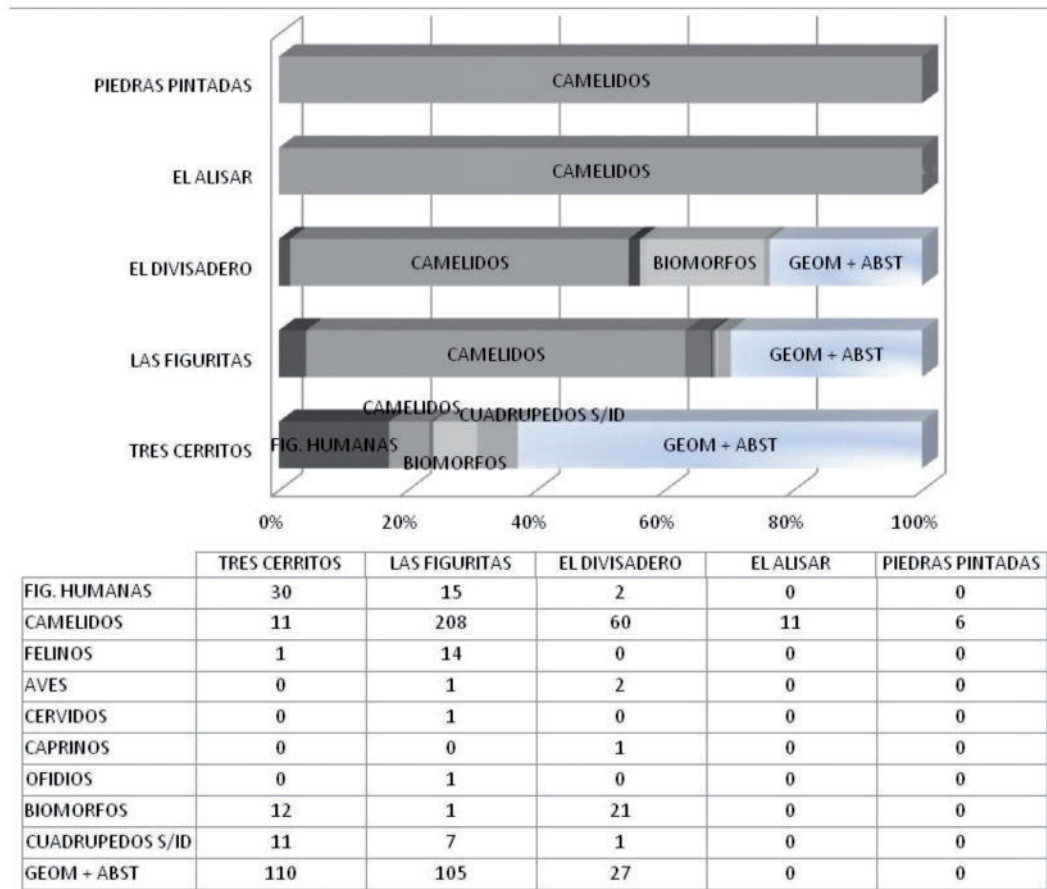 PIEDRAS PINTADAS CAMELIDOS
EL ALISAR CAMELIDOS
EL DIVISADERO CAMELIDOS BIOMORFOS GEOM + ABST
LAS FIGURITAS CAMELIDOS GEOM + ABST
CAMELIDOS CUADRUPEDOS S/ID
TRES CERRITOS FIG. HUMANAS BIOMORFOS GEOM + ABST
0% 20% 40% 60% 80% 100%
TRES CERRITOS LAS FIGURITAS EL DIVISADERO EL ALISAR PIEDRAS PINTADAS
FIG. HUMANAS 30 15 2 0 0
CAMELIDOS 11 208 60 11 6
FELINOS 1 14 0 0 0
AVES 0 1 2 0 0
CERVIDOS 0 1 0 0 0
CAPRINOS 0 0 1 0 0
OFIDIOS 0 1 0 0 0
BIOMORFOS 12 1 21 0 0
CUADRUPEDOS S/ID 11 7 1 0 0
GEOM + ABST 110 105 27 0 0